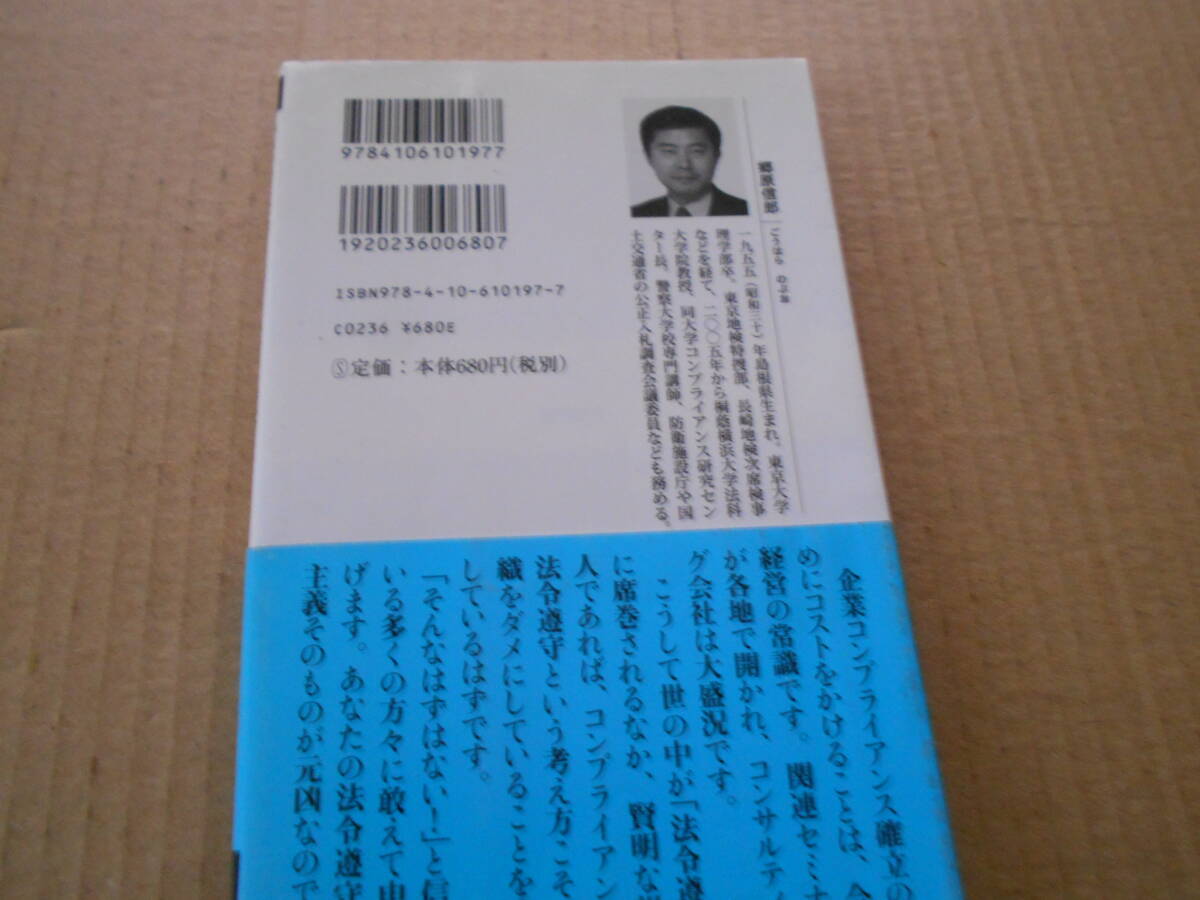 9784106101977
1920236006807
ISBN978-4-10-610197-7
C0236 ¥680E
Ⓢ定価：本体680円(税別)
郷原信郎 ごうはら のぶお
一九五五（昭和三十）年島根県生まれ。東京大学
理学部卒。東京地検特捜部、長崎地検次席検事
などを経て、二〇〇五年から桐蔭横浜大学法科
大学院教授、同大学コンプライアンス研究セン
ター長。警察大学校専門講師、防衛施設庁や国
土交通省の公正入札調査会議委員なども務める。
企業コンプライアンス確立の
めにコストをかけることは、今
経営の常識です。関連セミナ
が各地で開かれ、コンサルティ
グ会社は大盛況です。
こうして世の中が「法令遵
に席巻されるなか、賢明な
人であれば、コンプライアン
法令遵守という考え方こそ
織をダメにしていることを
しているはずです。
「そんなはずはない！」と信
いる多くの方々に敢えて申
げます。あなたの法令遵守
主義そのものが元凶なので